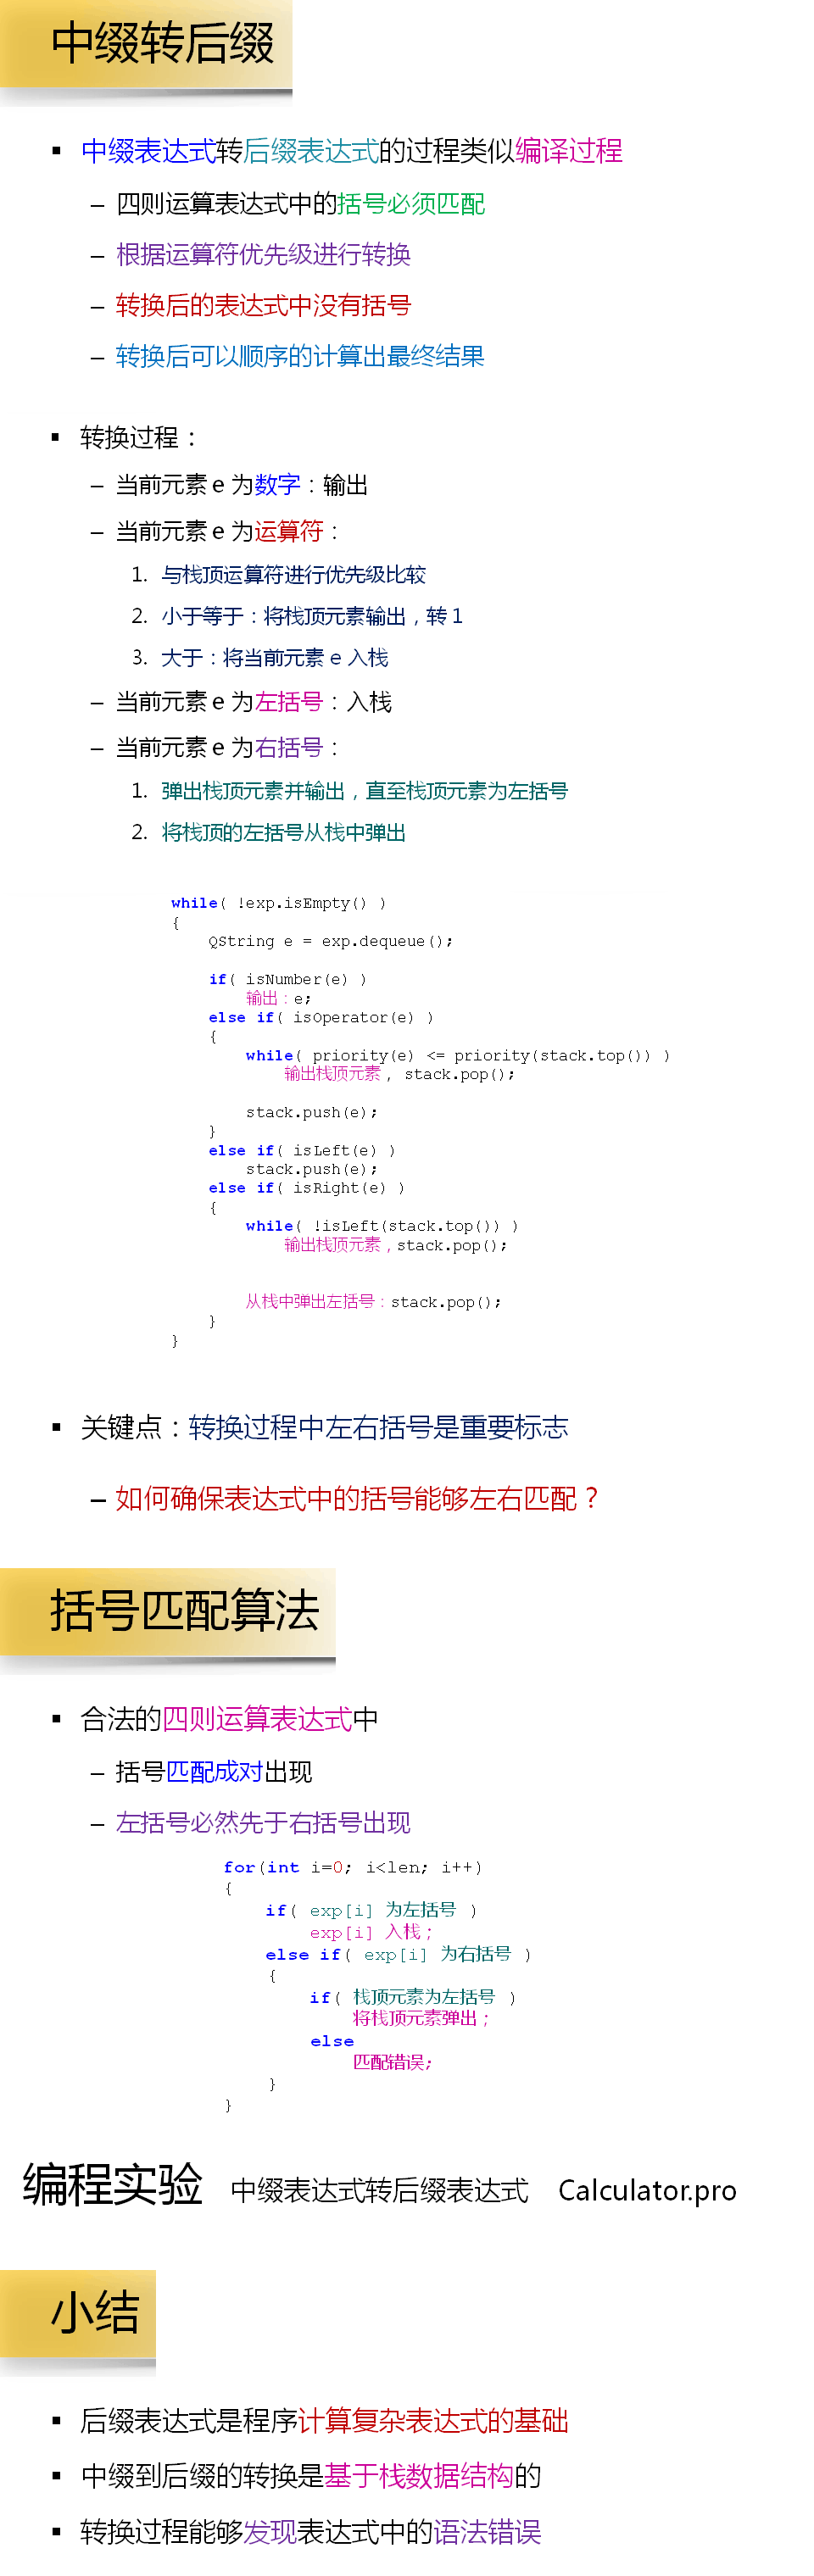 中缀转后缀
▪ 中缀表达式转后缀表达式的过程类似编译过程
– 四则运算表达式中的括号必须匹配
– 根据运算符优先级进行转换
– 转换后的表达式中没有括号
– 转换后可以顺序的计算出最终结果
▪ 转换过程：
– 当前元素 e 为数字：输出
– 当前元素 e 为运算符：
1. 与栈顶运算符进行优先级比较
2. 小于等于：将栈顶元素输出，转 1
3. 大于：将当前元素 e 入栈
– 当前元素 e 为左括号：入栈
– 当前元素 e 为右括号：
1. 弹出栈顶元素并输出，直至栈顶元素为左括号
2. 将栈顶的左括号从栈中弹出
while( !exp.isEmpty() )
{
QString e = exp.dequeue();
if( isNumber(e) )
输出：e;
else if( isOperator(e) )
{
while( priority(e) <= priority(stack.top()) )
输出栈顶元素, stack.pop();
stack.push(e);
}
else if( isLeft(e) )
stack.push(e);
else if( isRight(e) )
{
while( !isLeft(stack.top()) )
输出栈顶元素，stack.pop();
从栈中弹出左括号：stack.pop();
}
}
▪ 关键点：转换过程中左右括号是重要标志
– 如何确保表达式中的括号能够左右匹配？
括号匹配算法
▪ 合法的四则运算表达式中
– 括号匹配成对出现
– 左括号必然先于右括号出现
for(int i=0; i<len; i++)
{
if( exp[i] 为左括号 )
exp[i] 入栈；
else if( exp[i] 为右括号 )
{
if( 栈顶元素为左括号 )
将栈顶元素弹出；
else
匹配错误;
}
}
编程实验 中缀表达式转后缀表达式 Calculator.pro
小结
▪ 后缀表达式是程序计算复杂表达式的基础
▪ 中缀到后缀的转换是基于栈数据结构的
▪ 转换过程能够发现表达式中的语法错误